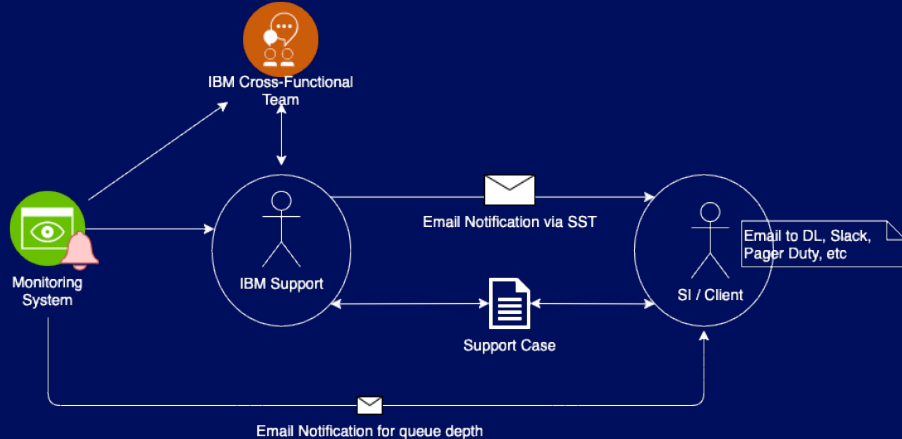 IBM Cross-Functional
Team
Email Notification via SST
Email to DL, Slack,
Pager Duty, etc
Monitoring
System
IBM Support
SI / Client
Support Case
Email Notification for queue depth